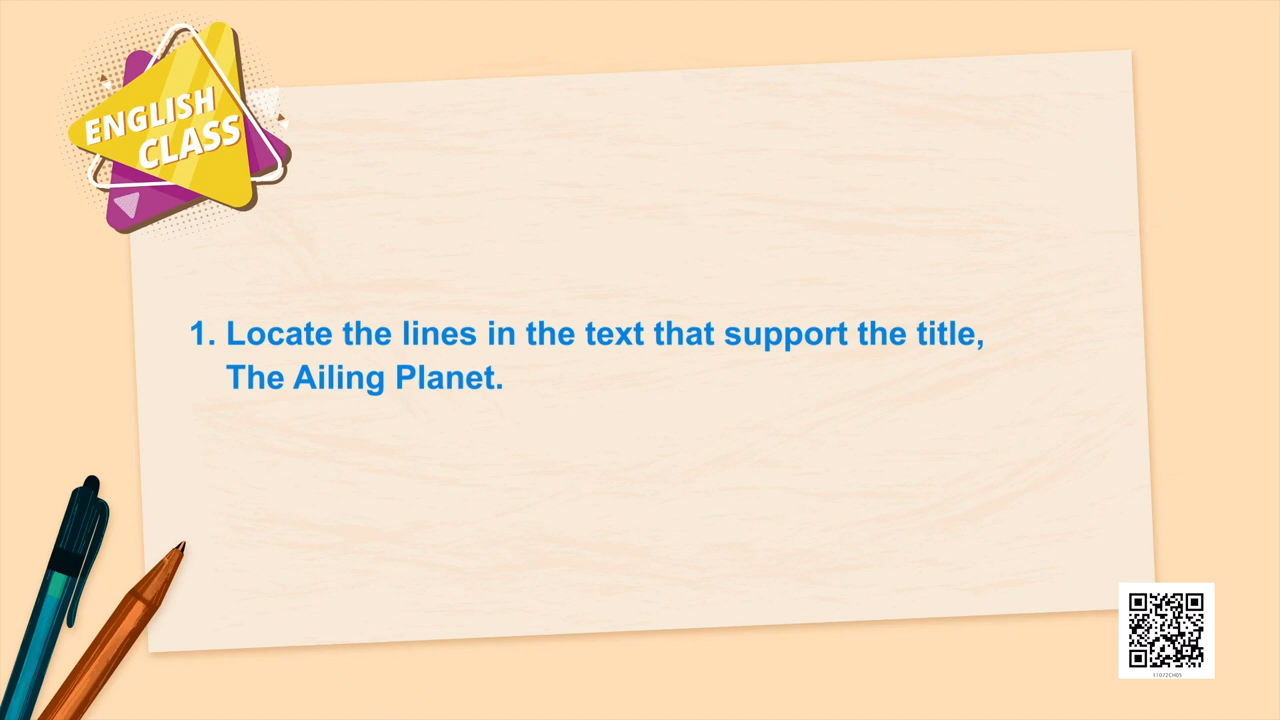 ENGLISH
CLASS
1. Locate the lines in the text that support the title,
The Ailing Planet.
11072CH05